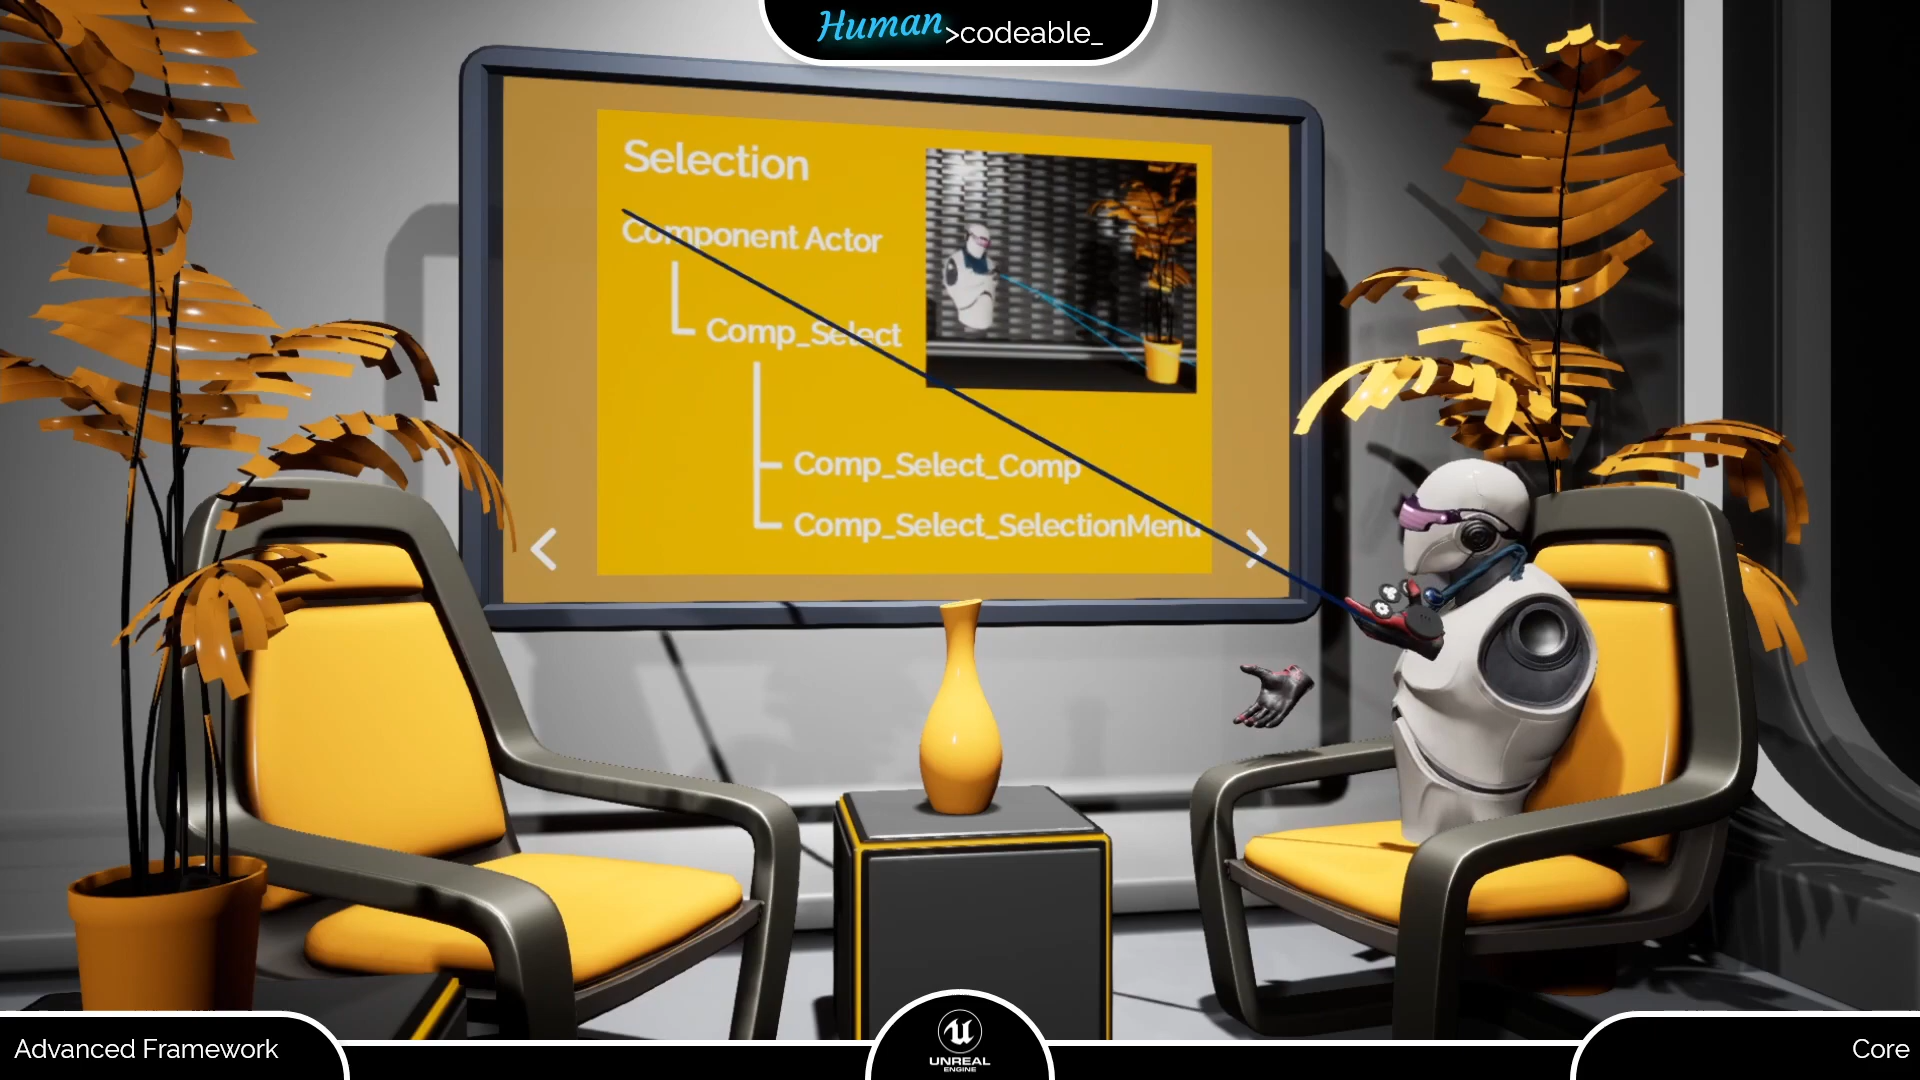 Human >codeable_
Selection
Component Actor
Comp_Select
Comp_Select_Comp
Comp_Select_SelectionMenu
Advanced Framework
UNREAL
ENGINE
Core